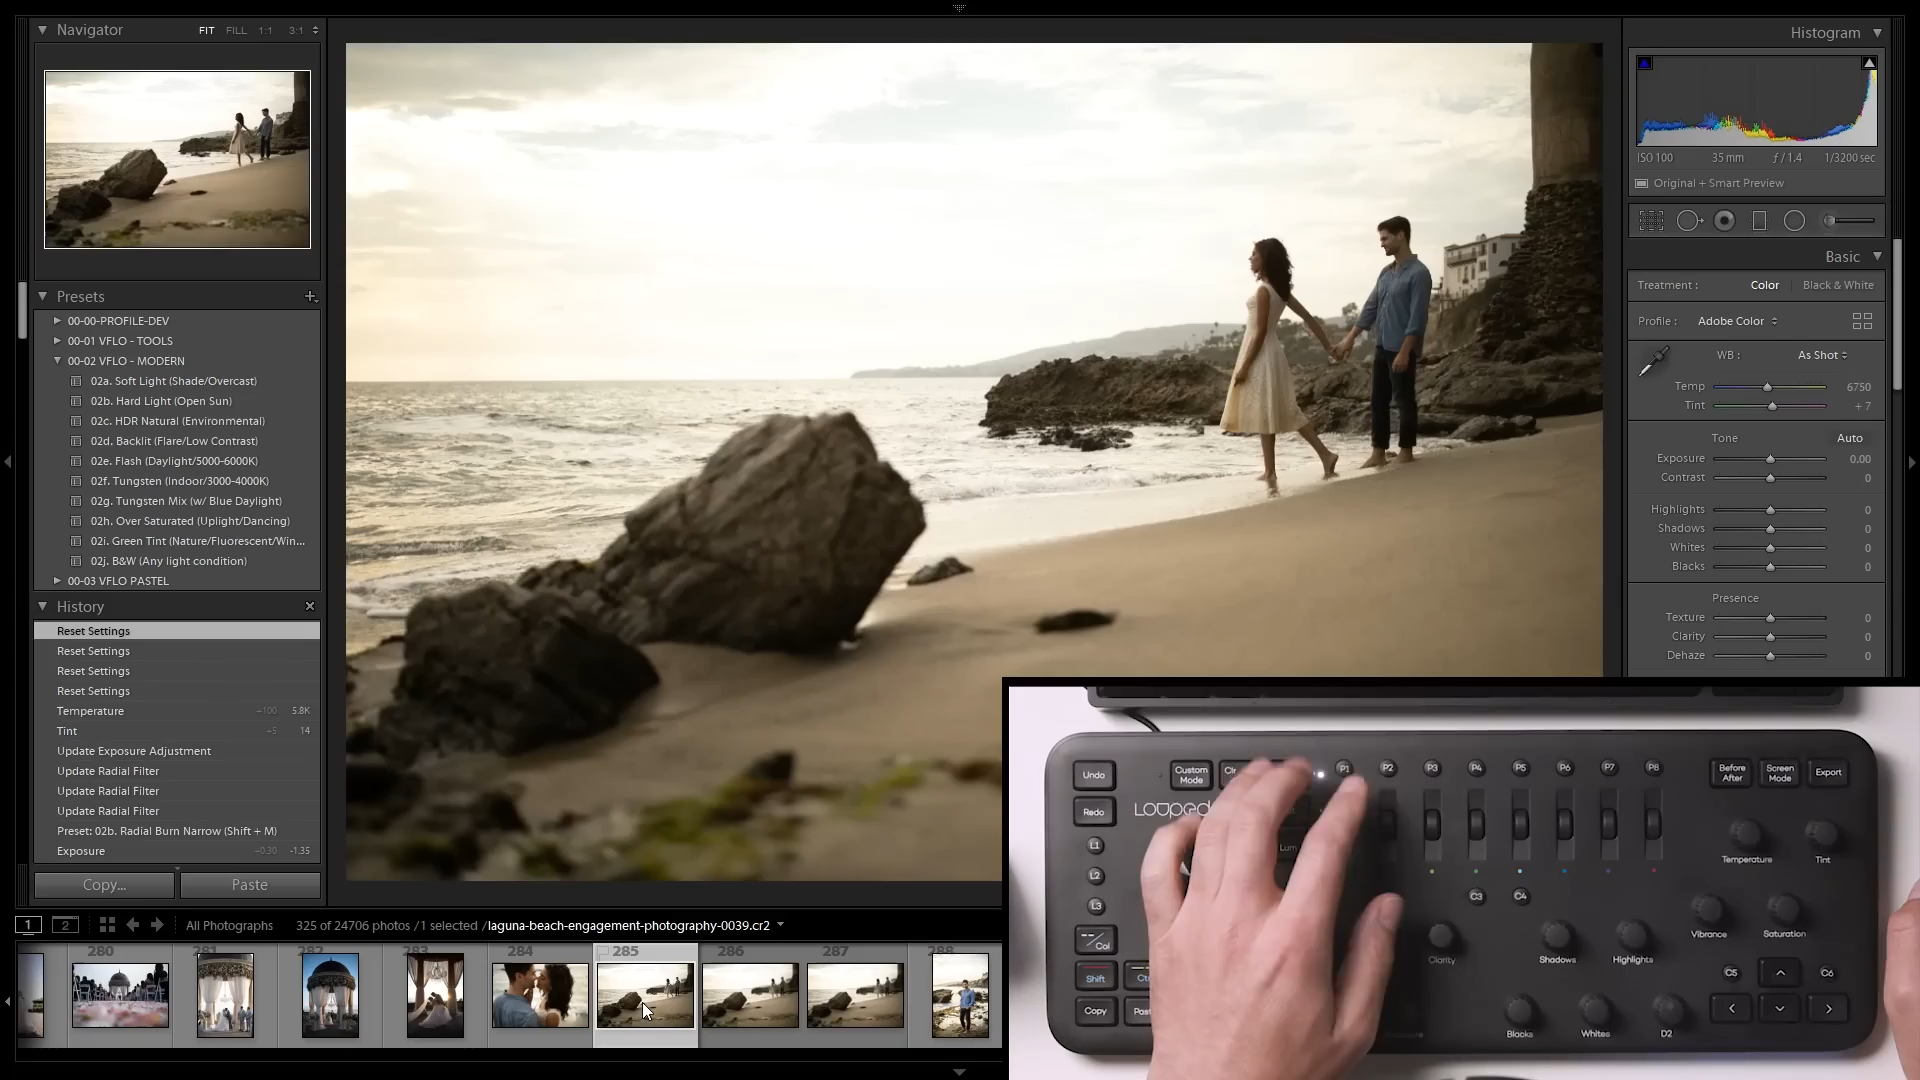 Navigator
FIT FILL 1:1 3:1
Presets
00-00-PROFILE-DEV
00-01 VFLO - TOOLS
00-02 VFLO - MODERN
02a. Soft Light (Shade/Overcast)
02b. Hard Light (Open Sun)
02c. HDR Natural (Environmental)
02d. Backlit (Flare/Low Contrast)
02e. Flash (Daylight/5000-6000K)
02f. Tungsten (Indoor/3000-4000K)
02g. Tungsten Mix (w/ Blue Daylight)
02h. Over Saturated (Uplight/Dancing)
02i. Green Tint (Nature/Fluorescent/Win...
02j. B&W (Any light condition)
00-03 VFLO PASTEL
History
Reset Settings
Reset Settings
Reset Settings
Reset Settings
Temperature -100 5.8K
Tint +5 14
Update Exposure Adjustment
Update Radial Filter
Update Radial Filter
Update Radial Filter
Preset: 02b. Radial Burn Narrow (Shift + M)
Exposure -0.30 -1.35
Copy... Paste
Histogram
ISO 100 35 mm ƒ / 1.4 1/3200 sec
Original + Smart Preview
Basic
Treatment : Color Black & White
Profile : Adobe Color
WB : As Shot
Temp 6750
Tint + 7
Tone Auto
Exposure 0.00
Contrast 0
Highlights 0
Shadows 0
Whites 0
Blacks 0
Presence
Texture 0
Clarity 0
Dehaze 0
1 2 All Photographs 325 of 24706 photos /1 selected /laguna-beach-engagement-photography-0039.cr2
280 281 282 283 284 285 286 287 288
Undo Custom Mode P1 P2 P3 P4 P5 P6 P7 P8 Before After Screen Mode Export
Redo Louped
L1 Lum
Temperature Tint
L2
C3 C4
L3
Vibrance Saturation
/Col
Clarity Shadows Highlights
Shift
C5 C6
Copy
Blacks Whites D2